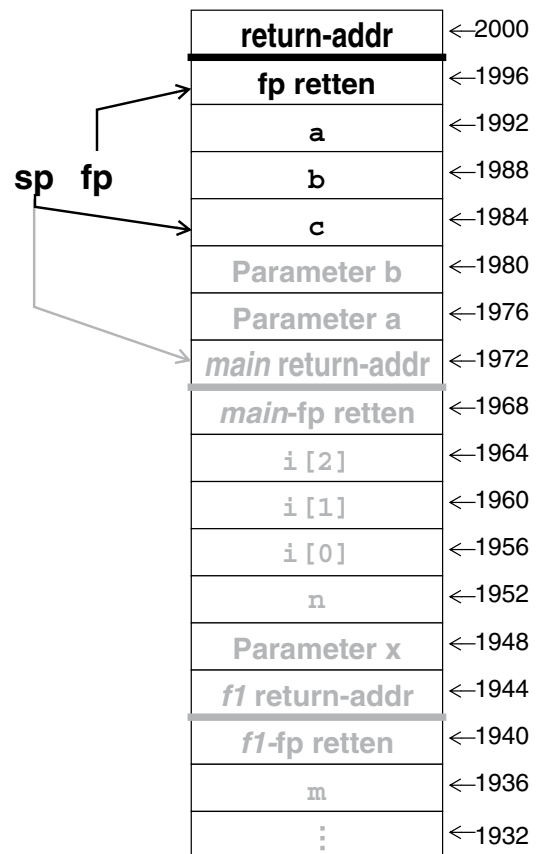 return-addr ←2000
fp retten ←1996
a ←1992
sp fp
b ←1988
c ←1984
Parameter b ←1980
Parameter a ←1976
main return-addr ←1972
main-fp retten ←1968
i[2] ←1964
i[1] ←1960
i[0] ←1956
n ←1952
Parameter x ←1948
f1 return-addr ←1944
f1-fp retten ←1940
m ←1936
⋮ ←1932